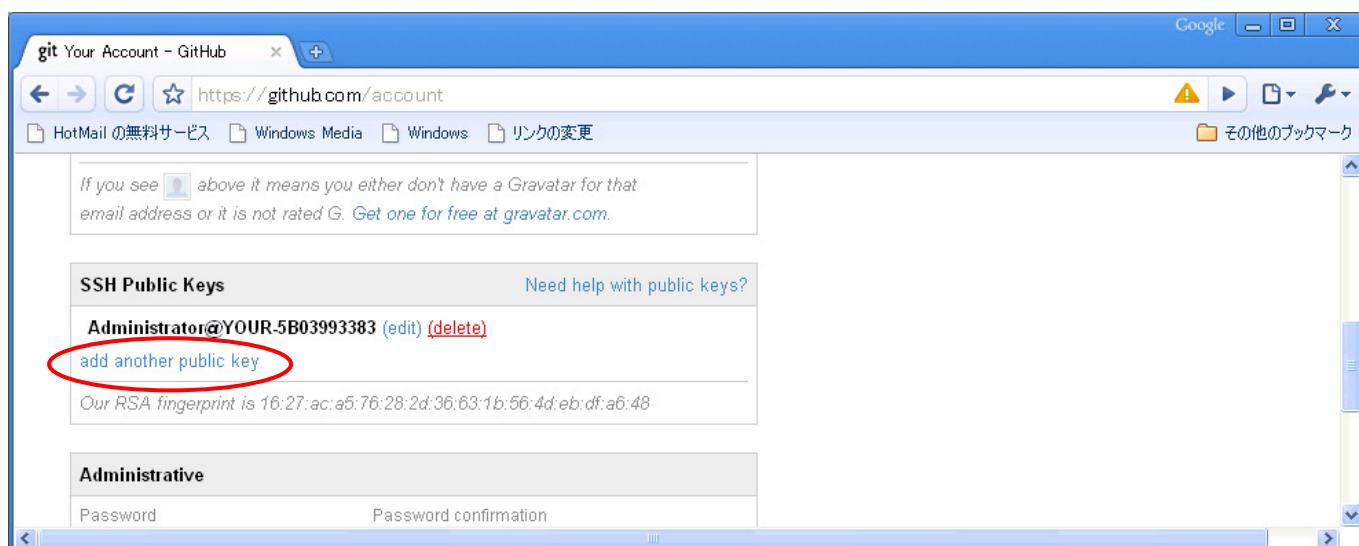 Google
git Your Account - GitHub
https://github.com/account
HotMail の無料サービス Windows Media Windows リンクの変更 その他のブックマーク
If you see above it means you either don't have a Gravatar for that
email address or it is not rated G. Get one for free at gravatar.com.
SSH Public Keys Need help with public keys?
Administrator@YOUR-5B03993383 (edit) (delete)
add another public key
Our RSA fingerprint is 16:27:ac:a5:76:28:2d:36:63:1b:56:4d:eb:df:a6:48
Administrative
Password Password confirmation